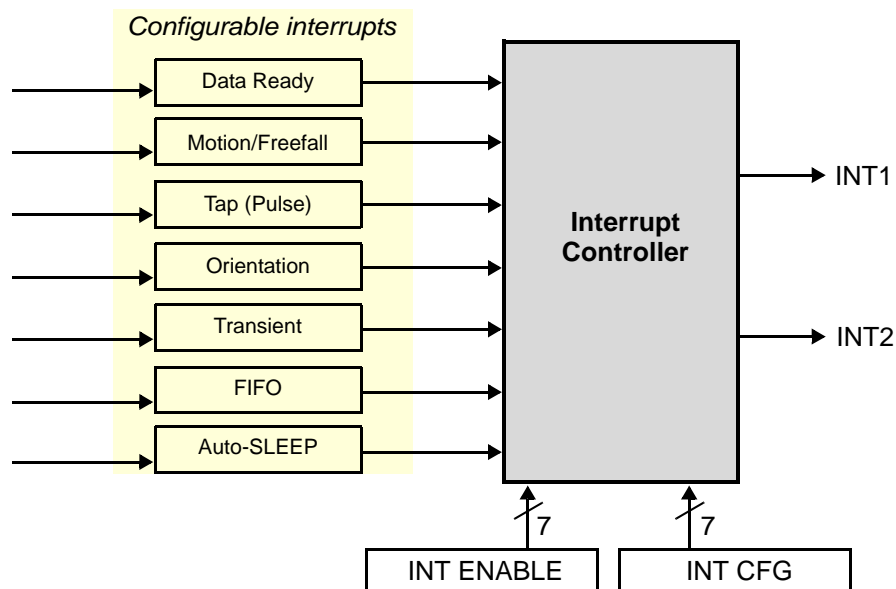 Configurable interrupts
Data Ready
Motion/Freefall
Tap (Pulse)
Orientation
Transient
FIFO
Auto-SLEEP
Interrupt
Controller
INT1
INT2
7
7
INT ENABLE
INT CFG